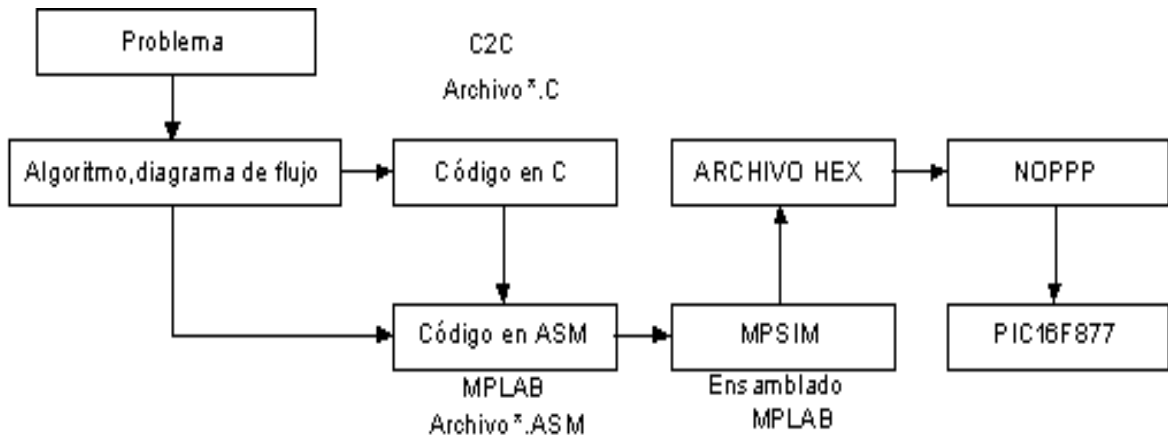 Problema
C2C
Archivo *.C
Algoritmo,diagrama de flujo
Código en C
ARCHIVO HEX
NOPPP
Código en ASM
MPSIM
PIC16F877
MPLAB
Archivo *.ASM
Ensamblado
MPLAB